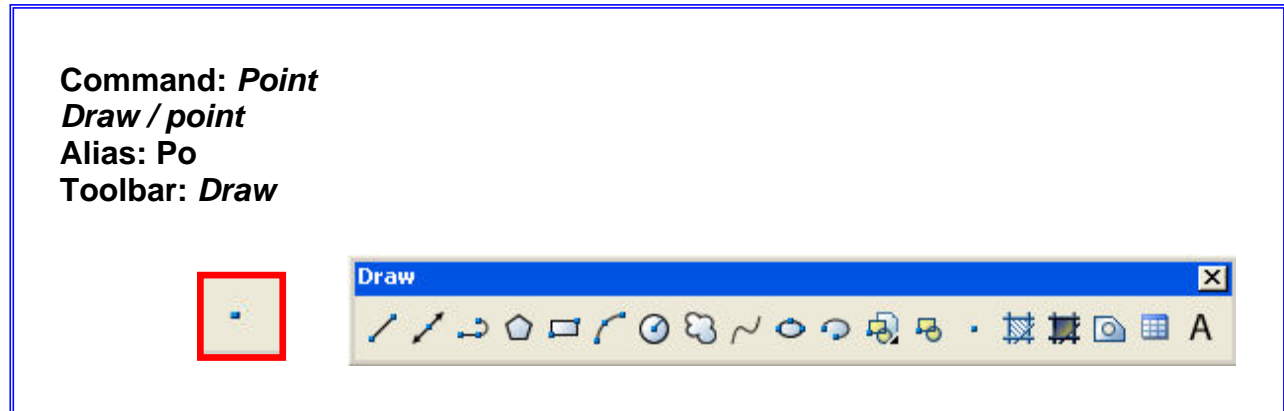 Command: Point
Draw / point
Alias: Po
Toolbar: Draw
Draw
A